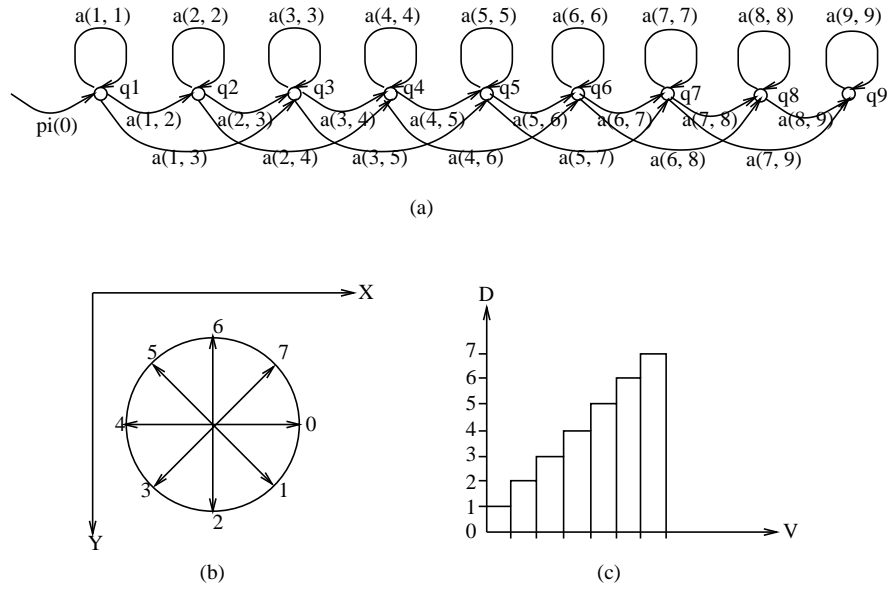 a(1, 1) a(2, 2) a(3, 3) a(4, 4) a(5, 5) a(6, 6) a(7, 7) a(8, 8) a(9, 9)
q1 q2 q3 q4 q5 q6 q7 q8 q9
pi(0) a(1, 2) a(2, 3) a(3, 4) a(4, 5) a(5, 6) a(6, 7) a(7, 8) a(8, 9)
a(1, 3) a(2, 4) a(3, 5) a(4, 6) a(5, 7) a(6, 8) a(7, 9)
(a)
X
6
5 7
4 0
3 1
2
Y
(b)
D
7
6
5
4
3
2
1
0 V
(c)